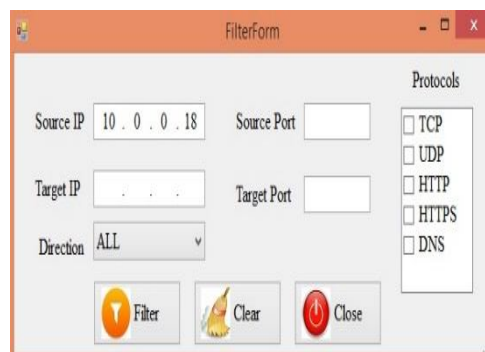 FilterForm
Protocols
Source IP 10 . 0 . 0 . 18 Source Port
TCP
UDP
Target IP . . . Target Port
HTTP
HTTPS
Direction ALL
DNS
Filter Clear Close